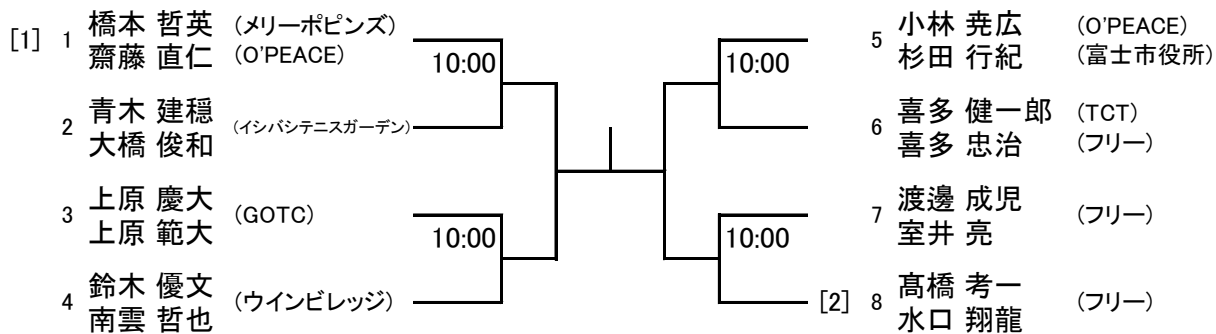 [1] 1 橋本 哲英 (メリーポピンズ)
齋藤 直仁 (O'PEACE)
10:00
2 青木 建穏 (イシバシテニスガーデン)
大橋 俊和
3 上原 慶大 (GOTC)
上原 範大
10:00
4 鈴木 優文 (ウインビレッジ)
南雲 哲也
5 小林 尭広 (O'PEACE)
杉田 行紀 (富士市役所)
10:00
6 喜多 健一郎 (TCT)
喜多 忠治 (フリー)
7 渡邊 成児 (フリー)
室井 亮
10:00
[2] 8 髙橋 考一 (フリー)
水口 翔龍